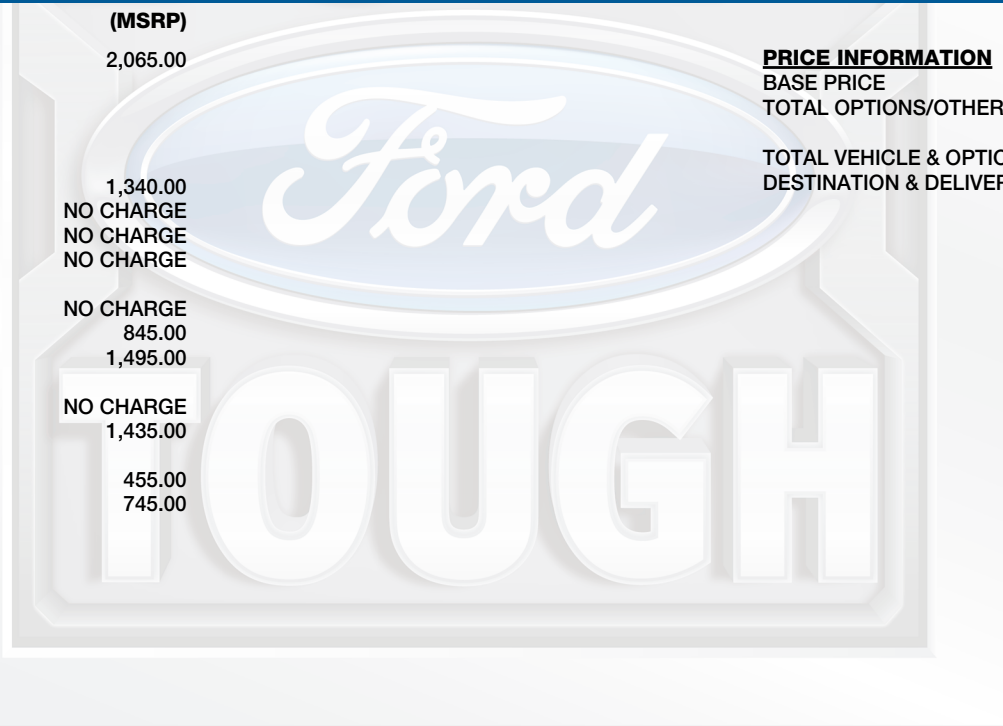 (MSRP)
2,065.00
1,340.00
NO CHARGE
NO CHARGE
NO CHARGE
NO CHARGE
845.00
1,495.00
NO CHARGE
1,435.00
455.00
745.00
PRICE INFORMATION
BASE PRICE
TOTAL OPTIONS/OTHER
TOTAL VEHICLE & OPTIO
DESTINATION & DELIVER
Ford
TOUGH